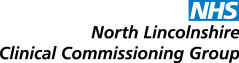 NHS
North Lincolnshire
Clinical Commissioning Group